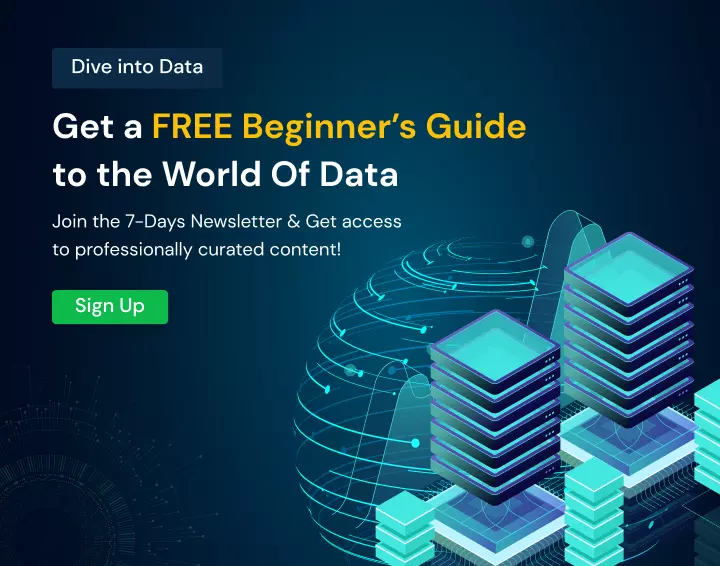 Dive into Data
Get a FREE Beginner’s Guide
to the World Of Data
Join the 7-Days Newsletter & Get access
to professionally curated content!
Sign Up